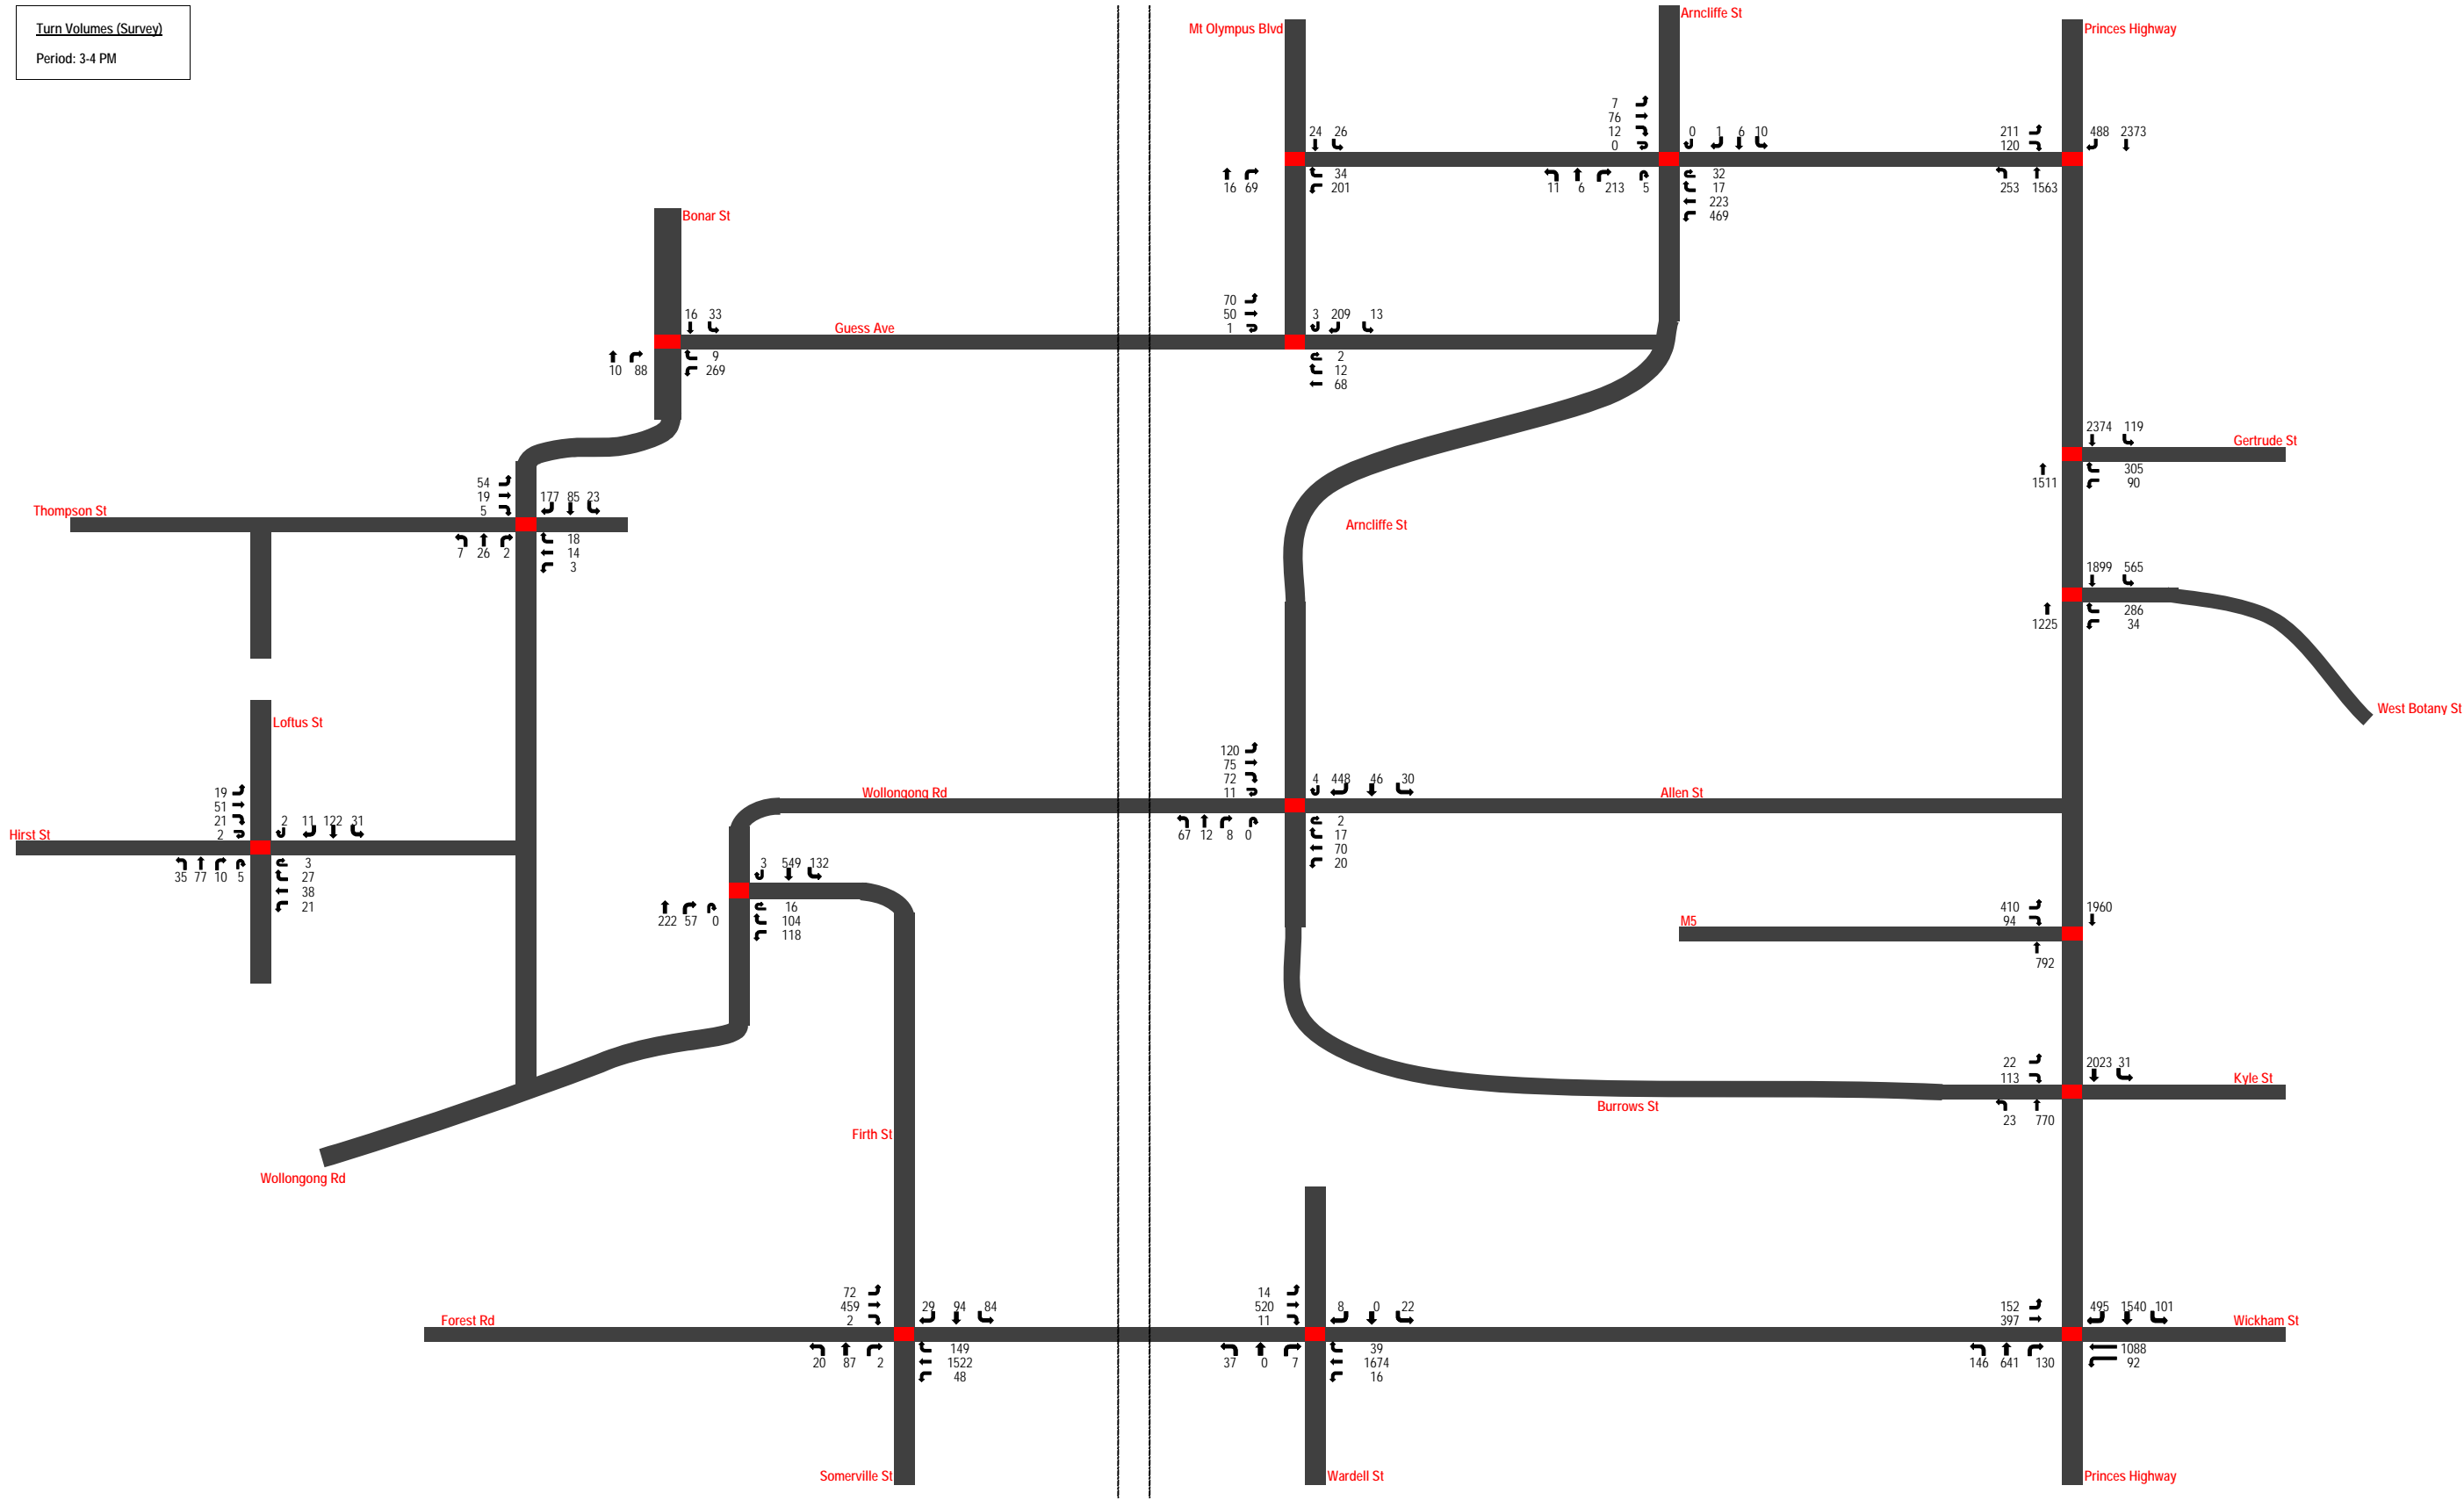 Turn Volumes (Survey)
Period: 3-4 PM
Arncliffe St
Mt Olympus Blvd
Princes Highway
7
76
12
0
0 1 6 10
24 26
34
201
16 69
11 6 213 5
32
17
223
469
211
120
488 2373
253 1563
Bonar St
16 33
Guess Ave
9
269
10 88
70
50
1
3 209 13
2
12
68
2374 119
Gertrude St
305
90
1511
54
19
5
177 85 23
Thompson St
7 26 2
18
14
3
Arncliffe St
1899 565
286
34
1225
West Botany St
Loftus St
19
51
21
2
2 11 122 31
Hirst St
35 77 10 5
3
27
38
21
120
75
72
11
4 448 46 30
Wollongong Rd
Allen St
67 12 8 0
2
17
70
20
3 549 132
222 57 0
16
104
118
M5
410
94
1960
792
22
113
2023 31
Kyle St
Burrows St
23 770
Firth St
Wollongong Rd
72
459
2
29 94 84
Forest Rd
20 87 2
149
1522
48
14
520
11
8 0 22
37 0 7
39
1674
16
152
397
495 1540 101
Wickham St
146 641 130
1088
92
Somerville St
Wardell St
Princes Highway